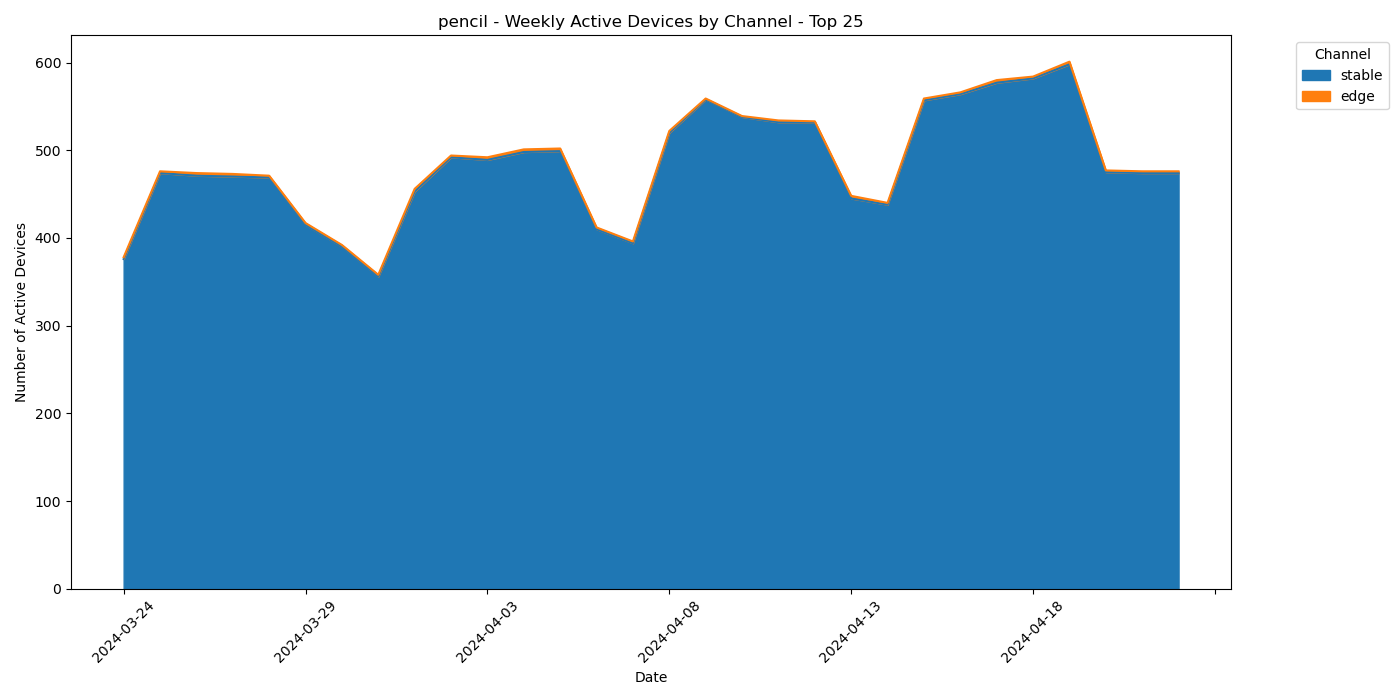 pencil - Weekly Active Devices by Channel - Top 25
Channel
stable
edge
Number of Active Devices
600
500
400
300
200
100
0
2024-03-24
2024-03-29
2024-04-03
2024-04-08
2024-04-13
2024-04-18
Date